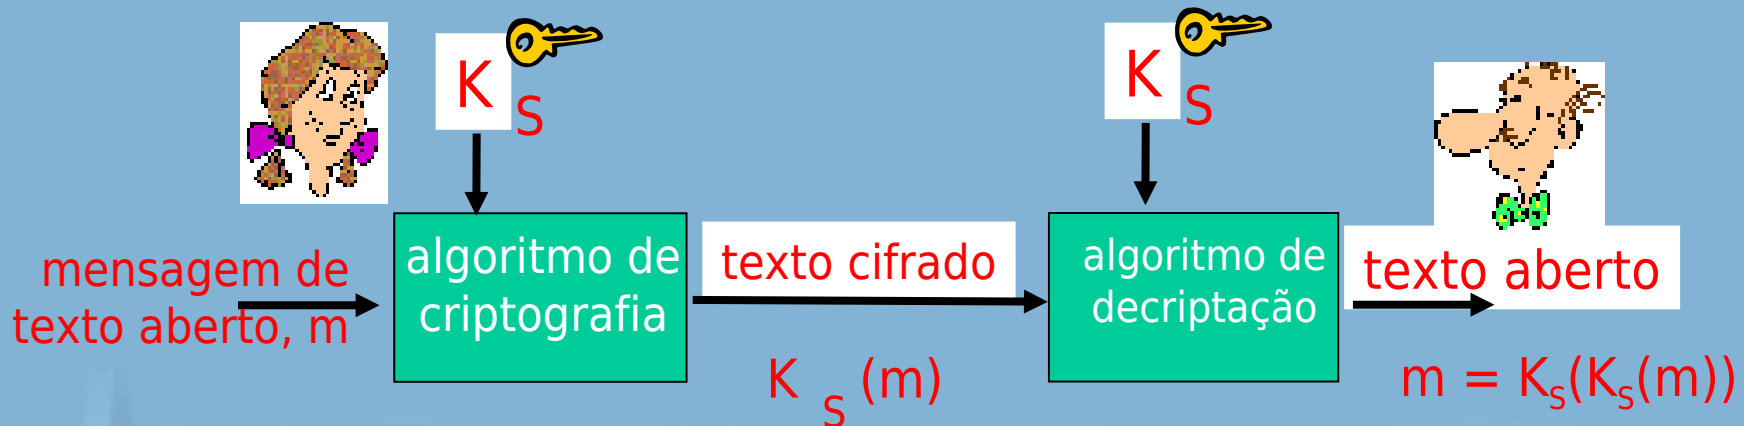 K S
K S
mensagem de
texto aberto, m
algoritmo de
criptografia
texto cifrado
algoritmo de
decriptação
texto aberto
K S (m)
m = KS(KS(m))